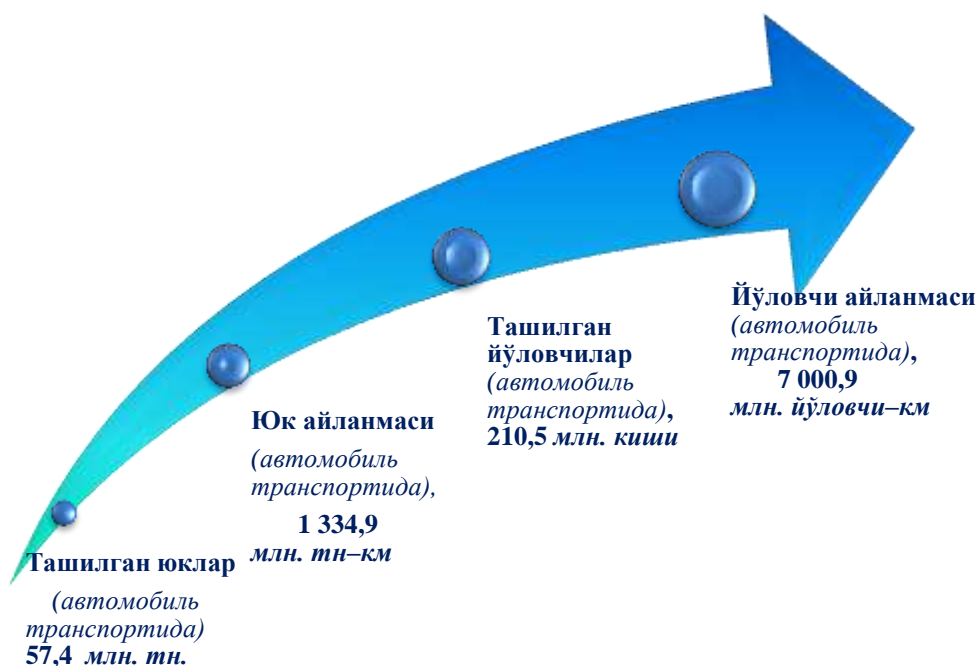 Ташилган юклар
(автомобиль
транспортида)
57,4 млн. тн.
Юк айланмаси
(автомобиль
транспортида),
1 334,9
млн. тн–км
Ташилган
йўловчилар
(автомобиль
транспортида),
210,5 млн. киши
Йўловчи айланмаси
(автомобиль
транспортида),
7 000,9
млн. йўловчи–км